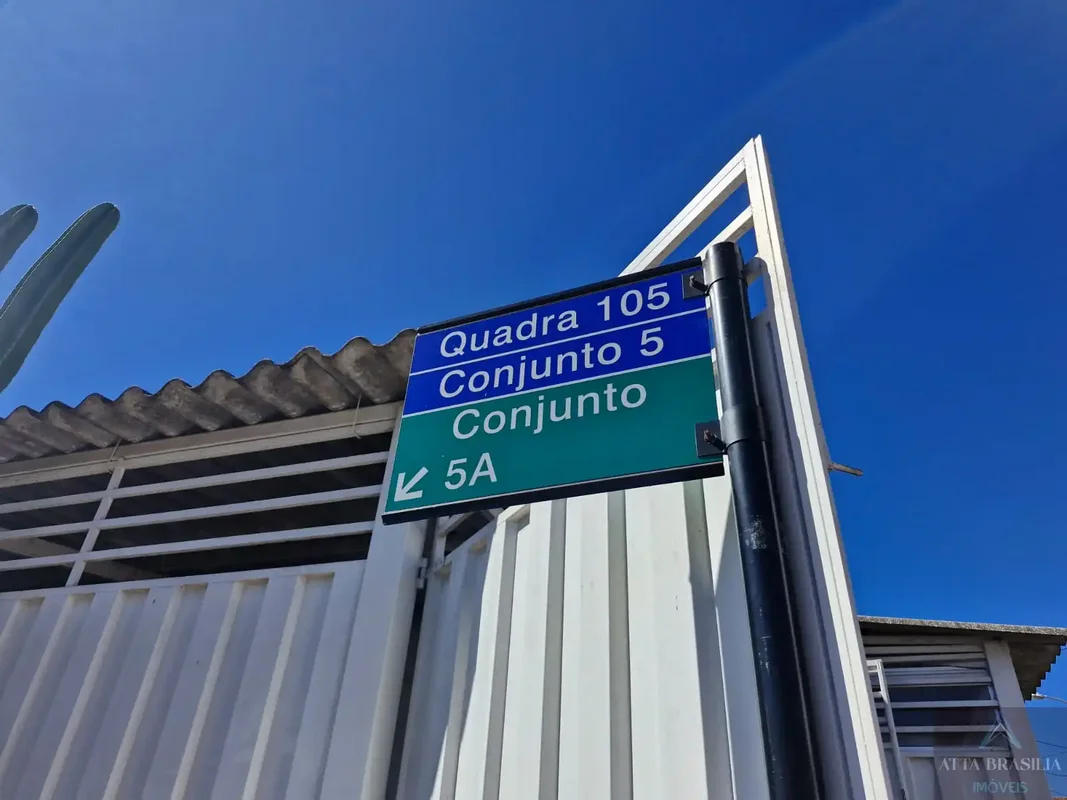 Quadra 105
Conjunto 5
Conjunto
5A
ATTA BRASILIA
IMÓVEIS